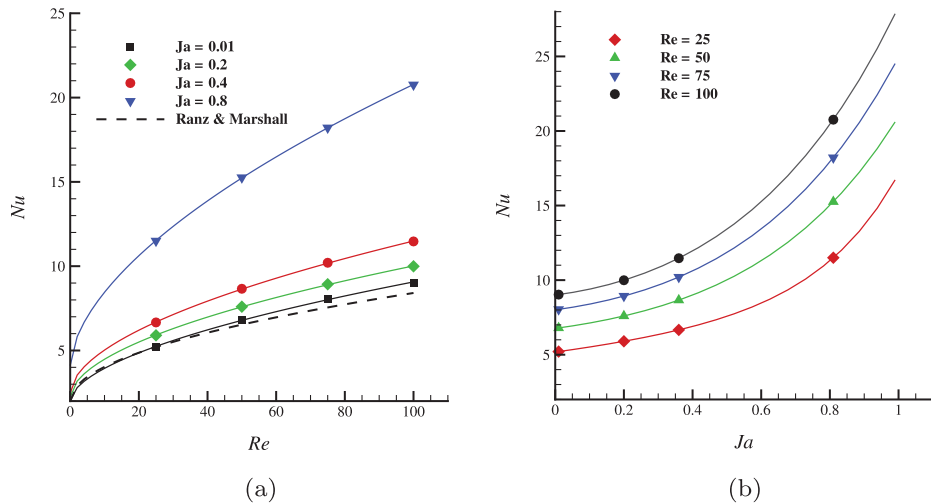 25
20
15
10
5
Nu
Ja = 0.01
Ja = 0.2
Ja = 0.4
Ja = 0.8
Ranz & Marshall
0 20 40 60 80 100
Re
(a)
25
20
15
10
5
Nu
Re = 25
Re = 50
Re = 75
Re = 100
0 0.2 0.4 0.6 0.8 1
Ja
(b)